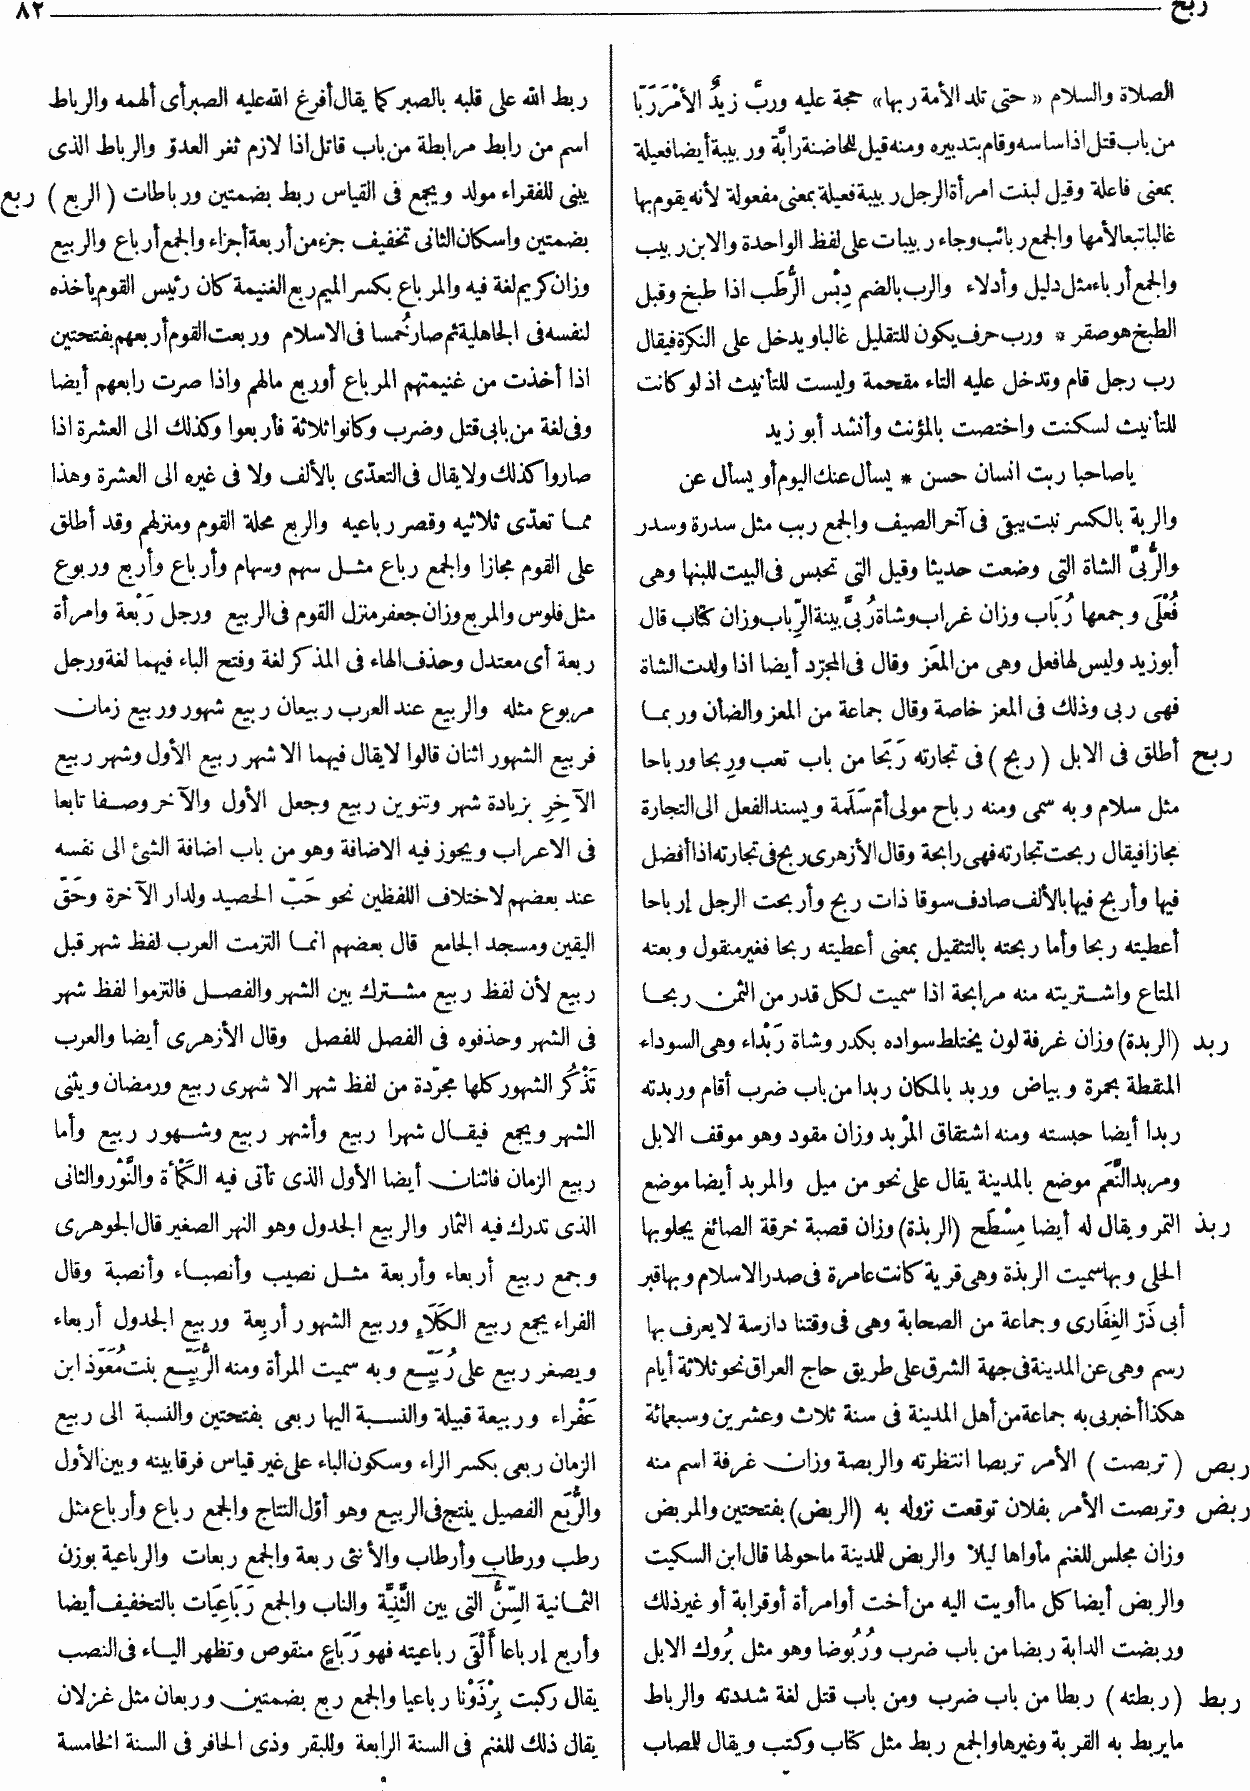 ربح ٨٢
الصلاة والسلام « حتى تلد الأمة ربها» حجة عليه وربَّ زيدٌ الأمْرَ رَبًّا
من باب قتل اذا ساسه وقام بتدبيره ومنه قيل للحاضنة رابَّة وربيبة أيضا فعيلة
بمعنى فاعلة وقيل لبنت امرأة الرجل ربيبة فعيلة بمعنى مفعولة لأنه يقوم بها
غالبا تبعا لأمها والجمع ربائب وجاء ربيبات على لفظ الواحدة والابن ربيب
والجمع أرباء مثل دليل وأدلاء والرب بالضم دِبْس الرُّطَب اذا طبخ وقبل
الطبخ هو صقر * ورب حرف يكون للتقليل غالبا ويدخل على النكرة فيقال
رب رجل قام وتدخل عليه التاء مقحمة وليست للتأنيث اذ لو كانت
للتأنيث لسكنت واختصت بالمؤنث وأنشد أبو زيد
ياصاحبا ربت انسان حسن * يسأل عنك اليوم أو يسأل عن
والربة بالكسر نبت يبقى فى آخر الصيف والجمع ربب مثل سدرة وسدر
والرُّبَّى الشاة التى وضعت حديثا وقيل التى تحبس فى البيت للبنها وهى
فُعْلَى وجمعها رُبَاب وزان غراب وشاة رُبَّى بينة الرِّباب وزان كتاب قال
أبوزيد وليس لها فعل وهى من المعَز وقال فى المجرّد أيضا اذا ولدت الشاة
فهى ربى وذلك فى المعز خاصة وقال جماعة من المعز والضأن وربما
ربح أطلق فى الابل (ربح) فى تجارته رَبَحا من باب تعب ورِبحا ورباحا
مثل سلام وبه سمى ومنه رباح مولى أم سَلَمة ويسند الفعل الى التجارة
مجازا فيقال ربحت تجارته فهى رابحة وقال الأزهرى ربح فى تجارته اذا أفضل
فيها وأربح فيها بالألف صادف سوقا ذات ربح وأربحت الرجل إرباحا
أعطيته ربحا وأما ربحته بالتثقيل بمعنى أعطيته ربحا فغير منقول وبعته
المتاع واشتريته منه مرابحة اذا سميت لكل قدر من الثمن ربحا
ربد (الربدة) وزان غرفة لون يختلط سواده بكدر وشاة رَبْداء وهى السوداء
المنقطة بحمرة وبياض وربد بالمكان ربدا من باب ضرب أقام وربدته
ربدا أيضا حبسته ومنه اشتقاق المرْبد وزان مقود وهو موقف الابل
ومربد النَّعَم موضع بالمدينة يقال على نحو من ميل والمربد أيضا موضع
ربذ التمر ويقال له أيضا مِسْطَح (الربذة) وزان قصبة خرقة الصائغ يجلو بها
الحلى وبها سميت الربذة وهى قرية كانت عامرة فى صدر الاسلام وبها قبر
أبى ذَرّ الغِفَارى وجماعة من الصحابة وهى فى وقتنا دارسة لا يعرف بها
رسم وهى عن المدينة فى جهة الشرق على طريق حاج العراق نحو ثلاثة أيام
هكذا أخبرنى به جماعة من أهل المدينة فى سنة ثلاث وعشرين وسبعمائة
ربص (تربصت) الأمر تربصا انتظرته والربصة وزان غرفة اسم منه
ربض وتربصت الأمر بفلان توقعت نزوله به (الربض) بفتحتين والمربض
وزان مجلس للغنم مأواها ليلا والربض للمدينة ما حولها قال ابن السكيت
والربض أيضا كل ما أويت اليه من أخت أو امرأة أو قرابة أو غير ذلك
وربضت الدابة ربضا من باب ضرب ورُبُوضا وهو مثل بُروك الابل
ربط (ربطته) ربطا من باب ضرب ومن باب قتل لغة شددته والرباط
ما يربط به القربة وغيرها والجمع ربط مثل كتاب وكتب ويقال للمصاب
ربط الله على قلبه بالصبر كما يقال أفرغ الله عليه الصبر أى ألهمه والرباط
اسم من رابط مرابطة من باب قاتل اذا لازم ثغر العدوّ والرباط الذى
يبنى للفقراء مولد ويجمع فى القياس ربط بضمتين ورباطات (الربع) ربع
بضمتين واسكان الثانى تخفيف جزء من أربعة أجزاء والجمع أرباع والربيع
وزان كريم لغة فيه والمرباع بكسر الميم ربع الغنيمة كان رئيس القوم يأخذه
لنفسه فى الجاهلية ثم صار خُمسا فى الاسلام وربعت القوم أربعهم بفتحتين
اذا أخذت من غنيمتهم المرباع أو ربع مالهم واذا صرت رابعهم أيضا
وفى لغة من بابى قتل وضرب وكانوا ثلاثة فأربعوا وكذلك الى العشرة اذا
صاروا كذلك ولا يقال فى التعدّى بالألف ولا فى غيره الى العشرة وهذا
مما تعدّى ثلاثيه وقصر رباعيه والربع محلة القوم ومنزلهم وقد أطلق
على القوم مجازا والجمع رباع مثل سهم وسهام وأرباع وأربع وربوع
مثل فلوس والمربع وزان جعفر منزل القوم فى الربيع ورجل رَبْعة وامرأة
ربعة أى معتدل وحذف الهاء فى المذكر لغة وفتح الباء فيهما لغة ورجل
مربوع مثله والربيع عند العرب ربيعان ربيع شهور وربيع زمان
فربيع الشهور اثنان قالوا لايقال فيهما الا شهر ربيع الأول وشهر ربيع
الآخِرِ بزيادة شهر وتنوين ربيع وجعل الأول والآخر وصفا تابعا
فى الاعراب ويجوز فيه الاضافة وهو من باب اضافة الشئ الى نفسه
عند بعضهم لاختلاف اللفظين نحو حَبّ الحصيد ولدار الآخرة وحَقّ
اليقين ومسجد الجامع قال بعضهم انما التزمت العرب لفظ شهر قبل
ربيع لأن لفظ ربيع مشترك بين الشهر والفصل فالتزموا لفظ شهر
فى الشهر وحذفوه فى الفصل للفصل وقال الأزهرى أيضا والعرب
تَذْكُر الشهور كلها مجرّدة من لفظ شهر الا شهرى ربيع ورمضان ويثنى
الشهر ويجمع فيقال شهرا ربيع وأشهر ربيع وشهور ربيع وأما
ربيع الزمان فاثنان أيضا الأول الذى تأتى فيه الكَمْأة والنَّوْر والثانى
الذى تدرك فيه الثمار والربيع الجدول وهو النهر الصغير قال الجوهرى
وجمع ربيع أربعاء وأربعة مثل نصيب وأنصباء وأنصبة وقال
الفراء يجمع ربيع الكَلَاءِ وربيع الشهور أربِعة وربيع الجدول أربعاء
ويصغر ربيع على رُبَيِّع وبه سميت المرأة ومنه الرُّبَيِّع بنت مُعَوِّذ ابن
عَفْراء وربيعة قبيلة والنسبة اليها ربعى بفتحتين والنسبة الى ربيع
الزمان ربعى بكسر الراء وسكون الباء على غير قياس فرقا بينه وبين الأول
والرُّبَع الفصيل ينتج فى الربيع وهو أوّل النتاج والجمع رباع وأرباع مثل
رطب ورطاب وأرطاب والأنثى ربعة والجمع ربعات والرباعية بوزن
الثمانية السِّنُّ التى بين الثَّنِيَّة والناب والجمع رَبَاعَيَات بالتخفيف أيضا
وأربع إرباعا أَلْقَى رباعيته فهو رَبَاعٍ منقوص وتظهر الياء فى النصب
يقال ركبت بِرْذَوْنا رباعيا والجمع ربع بضمتين وربعان مثل غزلان
يقال ذلك للغنم فى السنة الرابعة وللبقر وذى الحافر فى السنة الخامسة